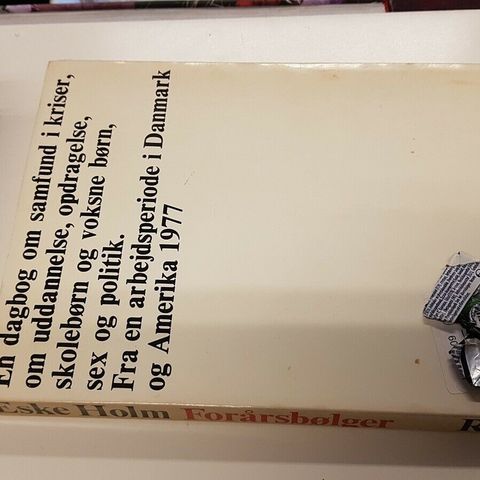 En dagbog om samfund i kriser,
om uddannelse, opdragelse,
skolebørn og voksne børn,
sex og politik.
Fra en arbejdsperiode i Danmark
og Amerika 1977
Eske Holm Forårsbølger